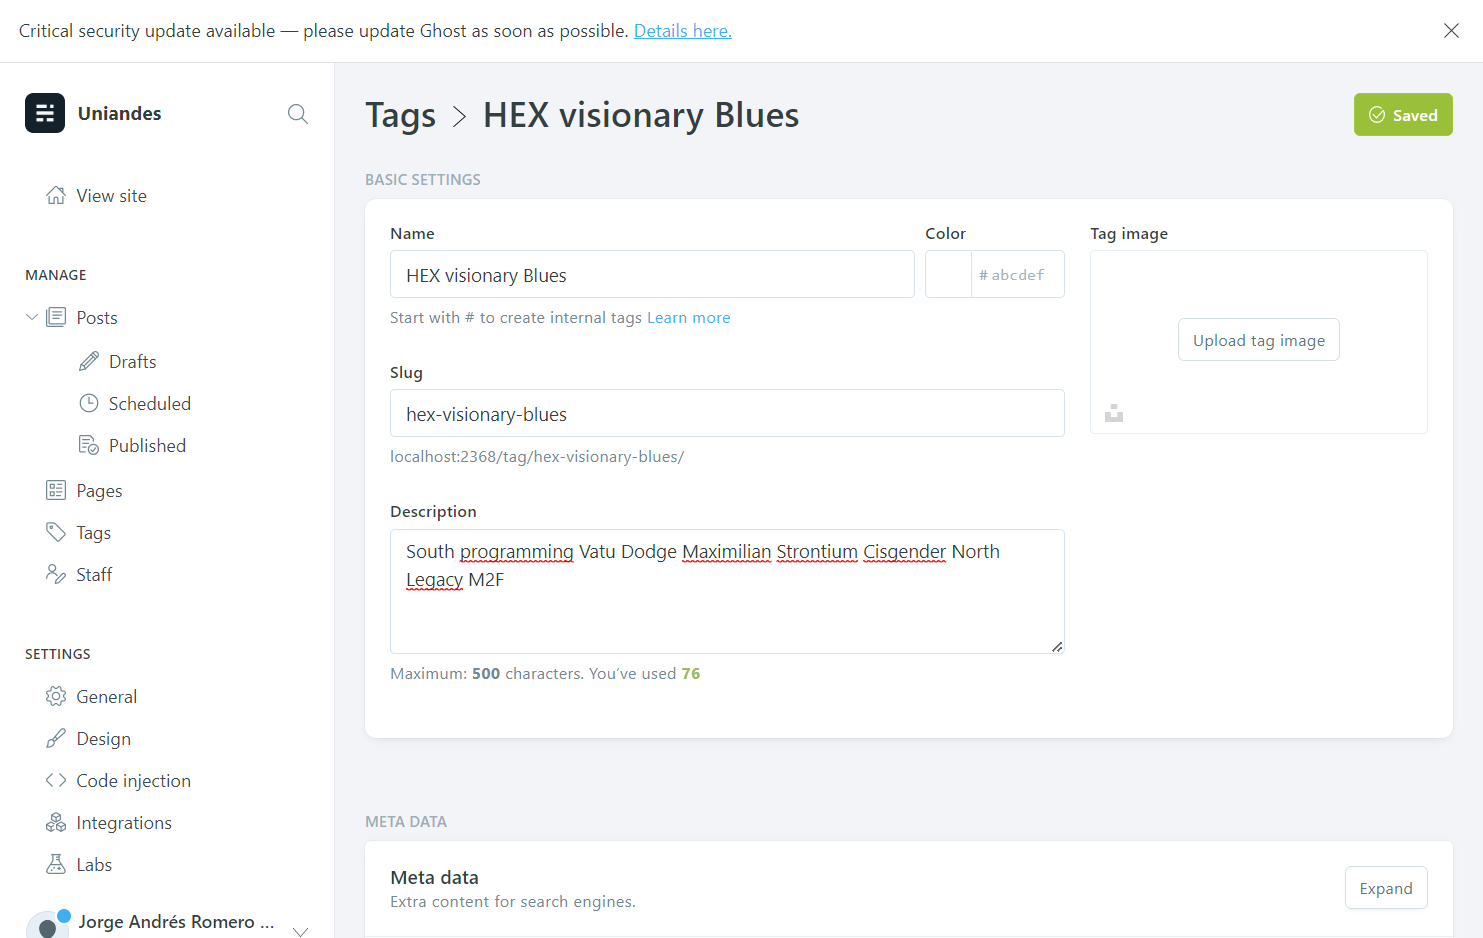 Critical security update available — please update Ghost as soon as possible. Details here.
Uniandes
View site
MANAGE
Posts
Drafts
Scheduled
Published
Pages
Tags
Staff
SETTINGS
General
Design
Code injection
Integrations
Labs
Jorge Andrés Romero ...
Tags > HEX visionary Blues
Saved
BASIC SETTINGS
Name
HEX visionary Blues
Start with # to create internal tags Learn more
Color
# abcdef
Tag image
Upload tag image
Slug
hex-visionary-blues
localhost:2368/tag/hex-visionary-blues/
Description
South programming Vatu Dodge Maximilian Strontium Cisgender North
Legacy M2F
Maximum: 500 characters. You’ve used 76
META DATA
Meta data
Extra content for search engines.
Expand